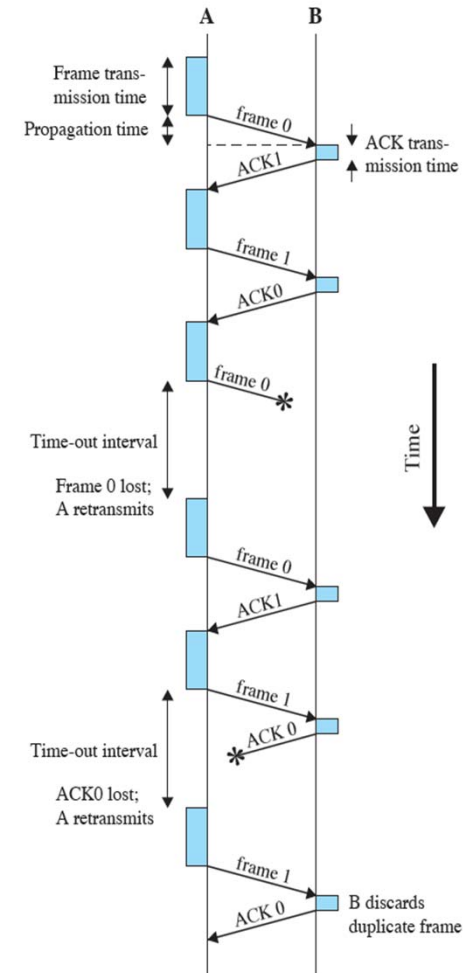 A
B
Frame trans-
mission time
Propagation time
frame 0
ACK trans-
mission time
ACK1
frame 1
ACK0
frame 0
Time-out interval
Time
Frame 0 lost;
A retransmits
frame 0
ACK1
frame 1
ACK 0
Time-out interval
ACK0 lost;
A retransmits
frame 1
B discards
duplicate frame
ACK 0